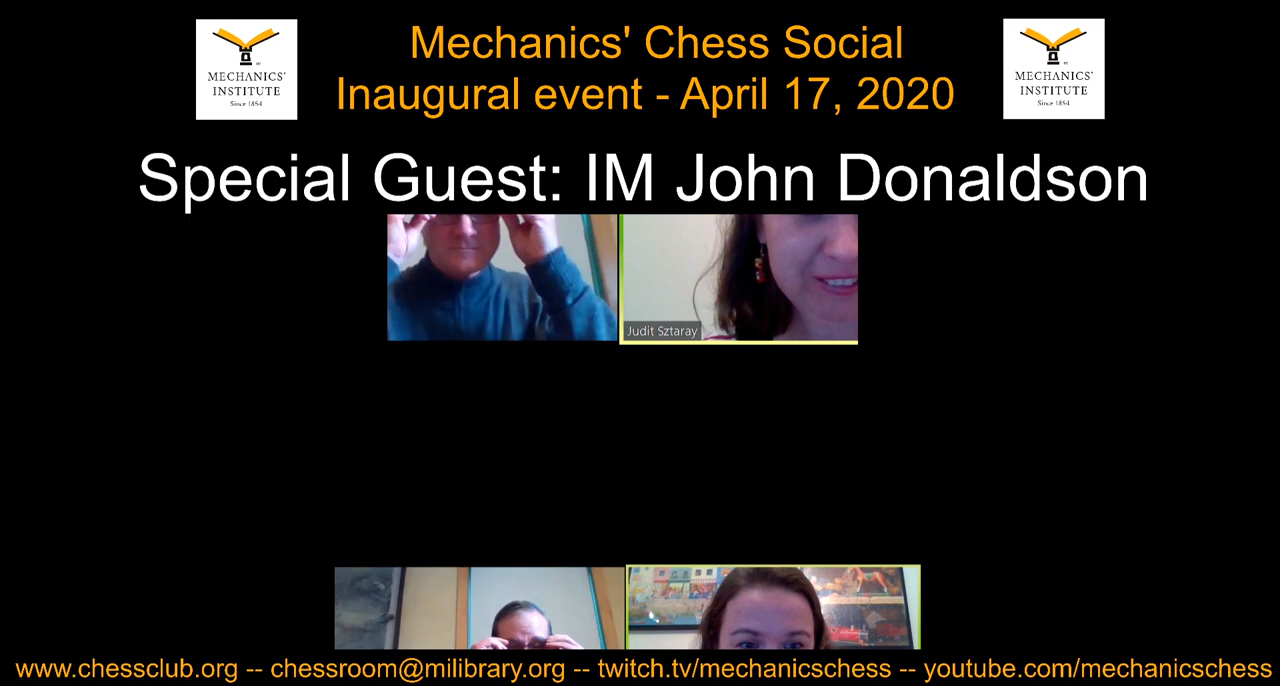 Mechanics' Chess Social
Inaugural event - April 17, 2020
MECHANICS'
INSTITUTE
Since 1854
MECHANICS'
INSTITUTE
Since 1854
Special Guest: IM John Donaldson
Judit Sztaray
www.chessclub.org -- chessroom@milibrary.org -- twitch.tv/mechanicschess -- youtube.com/mechanicschess